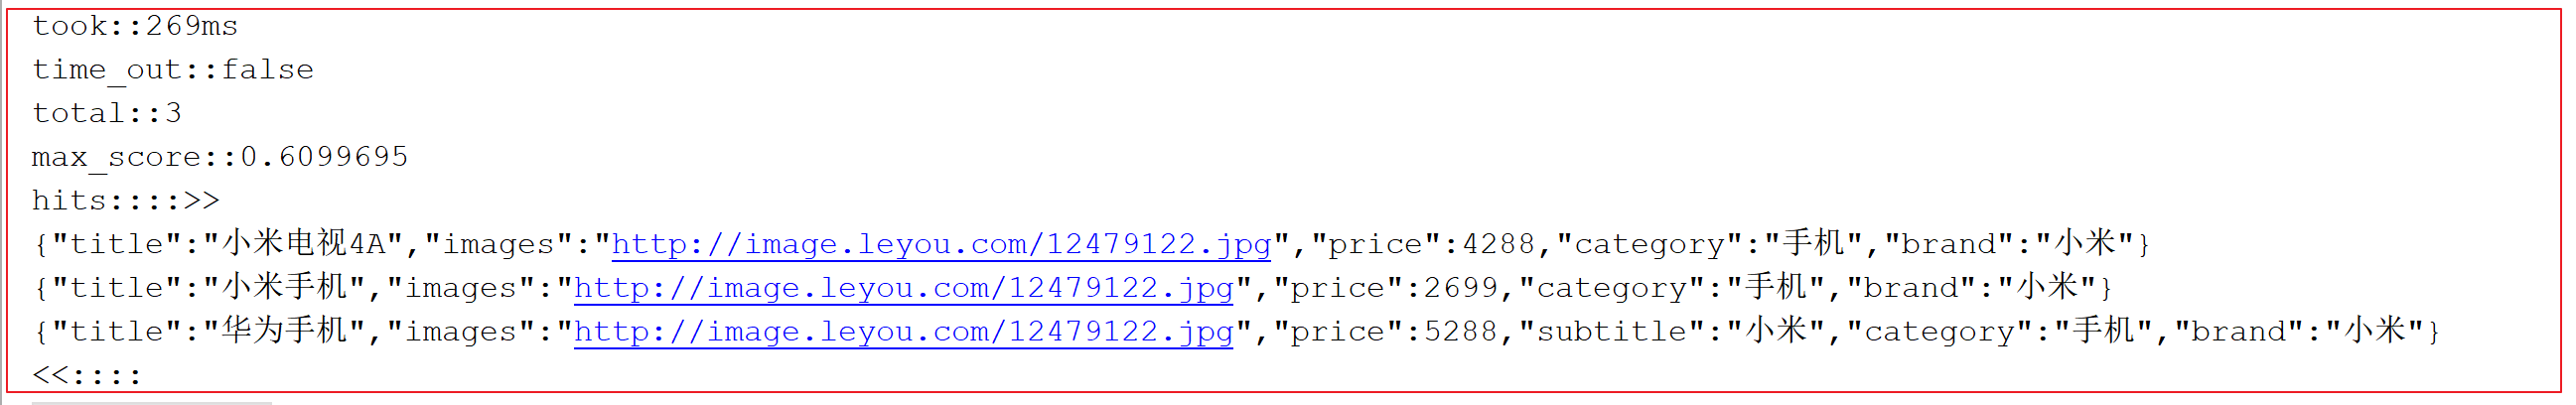 took::269ms
time_out::false
total::3
max_score::0.6099695
hits::::>>
{"title":"小米电视4A","images":"http://image.leyou.com/12479122.jpg","price":4288,"category":"手机","brand":"小米"}
{"title":"小米手机","images":"http://image.leyou.com/12479122.jpg","price":2699,"category":"手机","brand":"小米"}
{"title":"华为手机","images":"http://image.leyou.com/12479122.jpg","price":5288,"subtitle":"小米","category":"手机","brand":"小米"}
<<::::